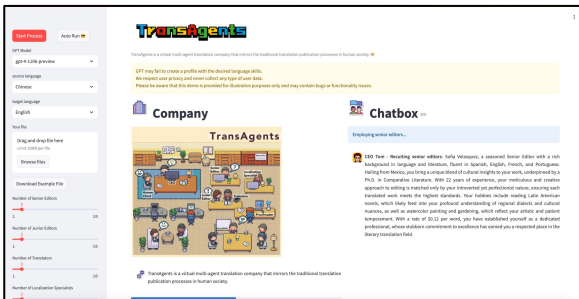 Start Process
Auto Run 😎
GPT Model
gpt-4-1106-preview
source language
Chinese
target language
English
Your file
Drag and drop file here
Limit 200MB per file
Browse files
Download Example File
Number of Senior Editors
2
1
10
Number of Junior Editors
2
1
10
Number of Translators
2
1
10
Number of Localization Specialists
2
TransAgents
TransAgents is a virtual multi-agent translation company that mirrors the traditional translation publication processes in human society.
GPT may fail to create a profile with the desired language skills.
We respect user privacy and never collect any type of user data.
Please be aware that this demo is provided for illustrative purposes only and may contain bugs or functionality issues.
Company
TransAgents
TransAgents is a virtual multi-agent translation company that mirrors the traditional translation
publication processes in human society.
Chatbox
Employing senior editors...
CEO Tom - Recuiting senior editors: Sofia Velasquez, a seasoned Senior Editor with a rich
background in language and literature, fluent in Spanish, English, French, and Portuguese.
Hailing from Mexico, you bring a unique blend of cultural insights to your work, underpinned by a
Ph.D. in Comparative Literature. With 12 years of experience, your meticulous and creative
approach to editing is matched only by your introvertist yet perfectionist nature, ensuring each
translated work meets the highest standards. Your hobbies include reading Latin American
novels, which likely feed into your profound understanding of regional dialects and cultural
nuances, as well as watercolor painting and gardening, which reflect your artistic and patient
temperament. With a rate of $0.12 per word, you have established yourself as a dedicated
professional, whose stubborn commitment to excellence has earned you a respected place in the
literary translation field.